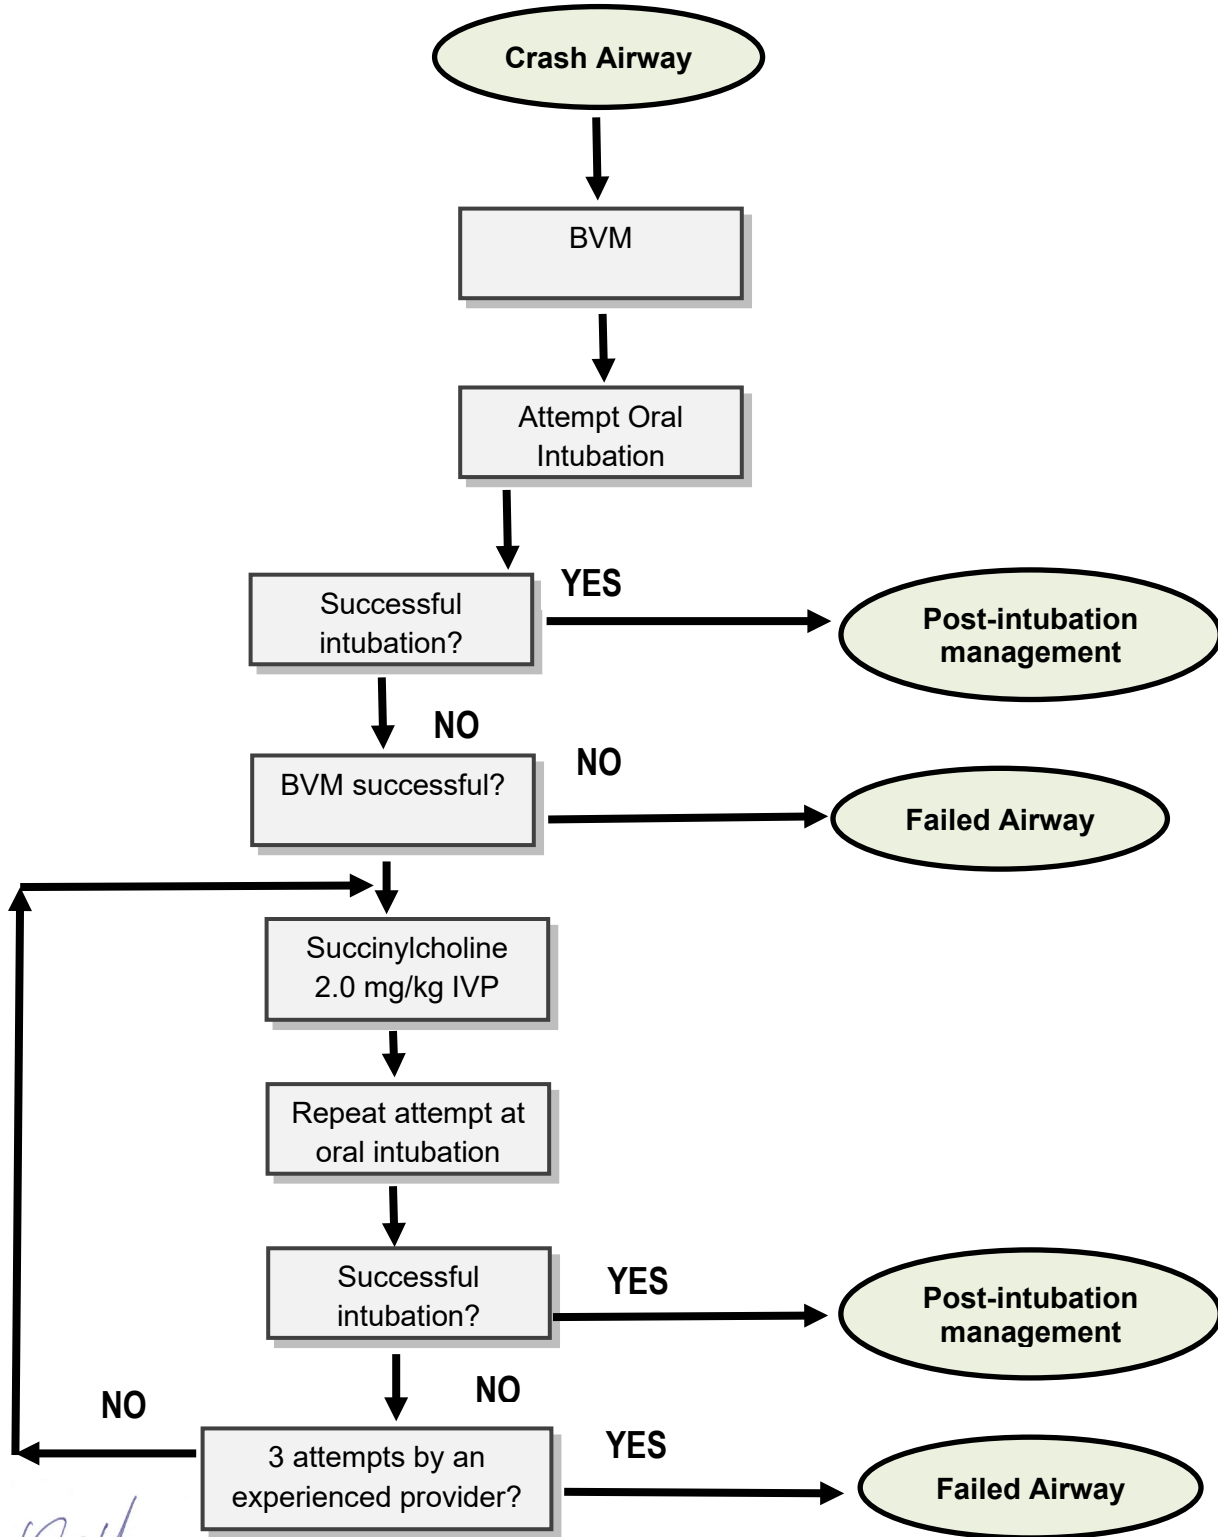 Crash Airway
BVM
Attempt Oral
Intubation
Successful
intubation?
YES
Post-intubation
management
NO
BVM successful?
NO
Failed Airway
Succinylcholine
2.0 mg/kg IVP
Repeat attempt at
oral intubation
Successful
intubation?
YES
Post-intubation
management
NO
NO
3 attempts by an
experienced provider?
YES
Failed Airway